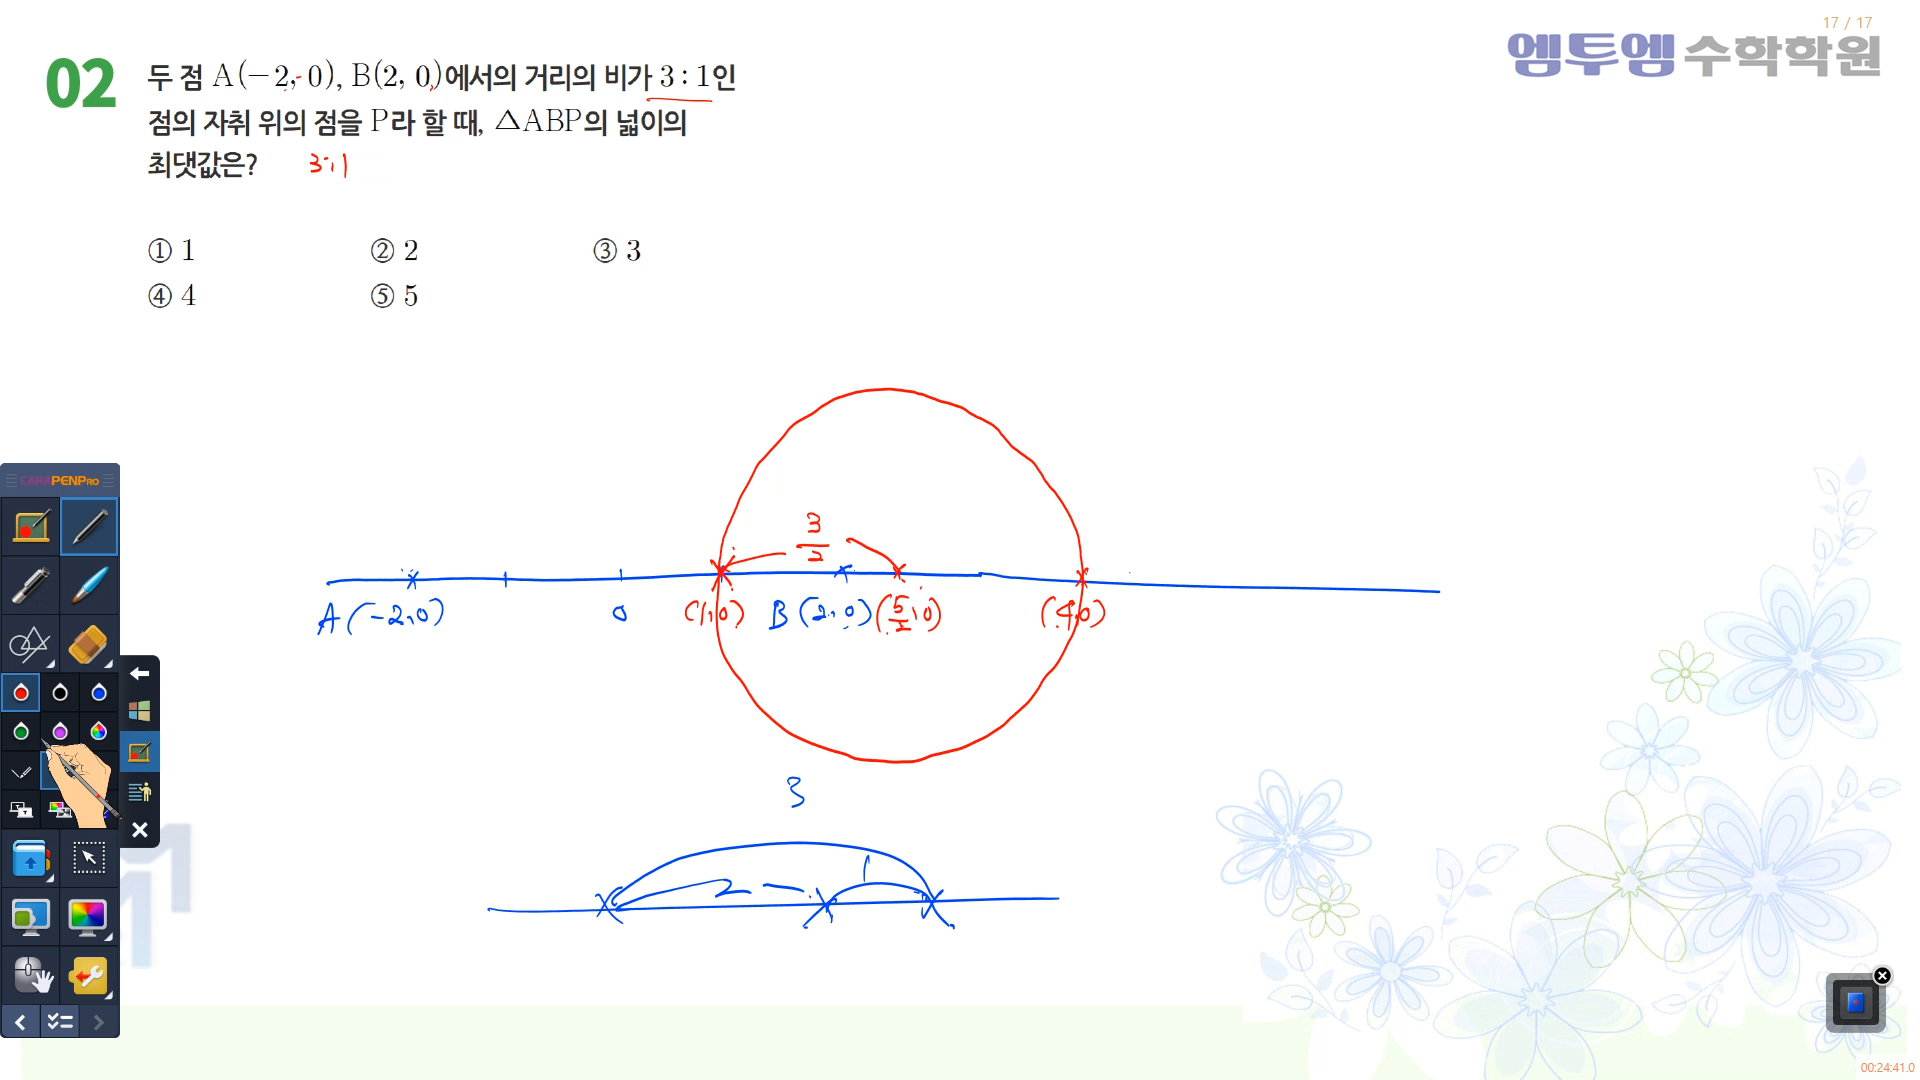 17 / 17
엠투엠 수학학원
02 두 점 A(−2, 0), B(2, 0)에서의 거리의 비가 3 : 1인
점의 자취 위의 점을 P라 할 때, △ABP의 넓이의
최댓값은? 3:1
① 1 ② 2 ③ 3
④ 4 ⑤ 5
CARAPENPRO
3/2
A(-2,0) 0 (1,0) B(2,0) (5/2,0) (4,0)
3
2 1
00:24:41.0